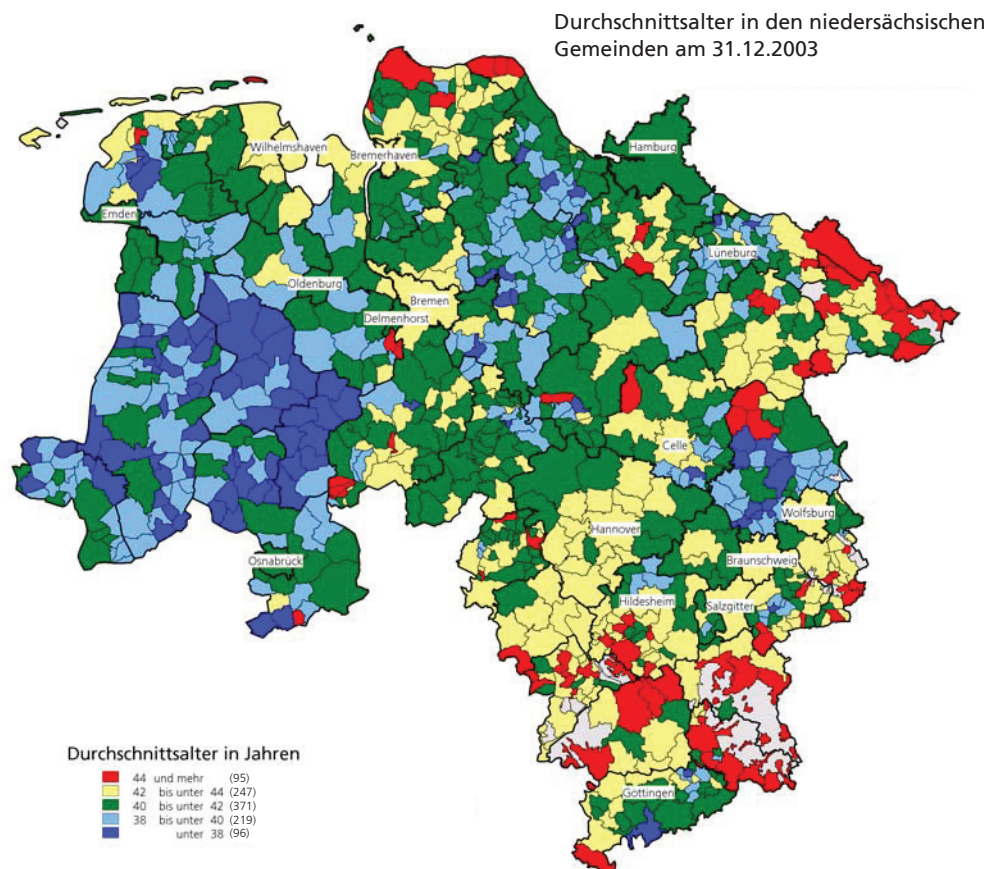 Durchschnittsalter in den niedersächsischen
Gemeinden am 31.12.2003
Wilhelmshaven
Bremerhaven
Hamburg
Emden
Lüneburg
Oldenburg
Bremen
Delmenhorst
Celle
Wolfsburg
Hannover
Osnabrück
Braunschweig
Hildesheim
Salzgitter
Göttingen
Durchschnittsalter in Jahren
44 und mehr (95)
42 bis unter 44 (247)
40 bis unter 42 (371)
38 bis unter 40 (219)
unter 38 (96)